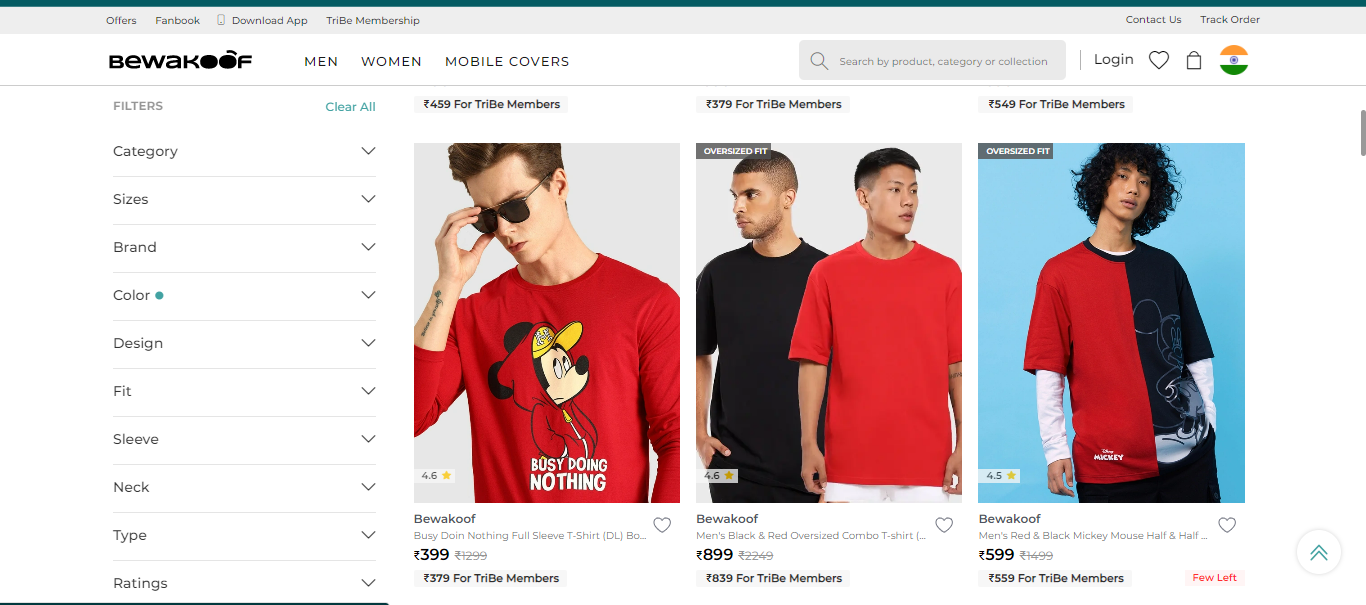 Offers Fanbook Download App TriBe Membership Contact Us Track Order
BEWAKOOF MEN WOMEN MOBILE COVERS Search by product, category or collection Login
FILTERS Clear All
Category
Sizes
Brand
Color
Design
Fit
Sleeve
Neck
Type
Ratings
₹459 For TriBe Members ₹379 For TriBe Members ₹549 For TriBe Members
BUSY DOING
NOTHING
4.6
Bewakoof
Busy Doin Nothing Full Sleeve T-Shirt (DL) Bo...
₹399 ₹1299
₹379 For TriBe Members
OVERSIZED FIT
4.6
Bewakoof
Men's Black & Red Oversized Combo T-shirt (...
₹899 ₹2249
₹839 For TriBe Members
OVERSIZED FIT
Disney
MICKEY
4.5
Bewakoof
Men's Red & Black Mickey Mouse Half & Half ...
₹599 ₹1499
₹559 For TriBe Members Few Left